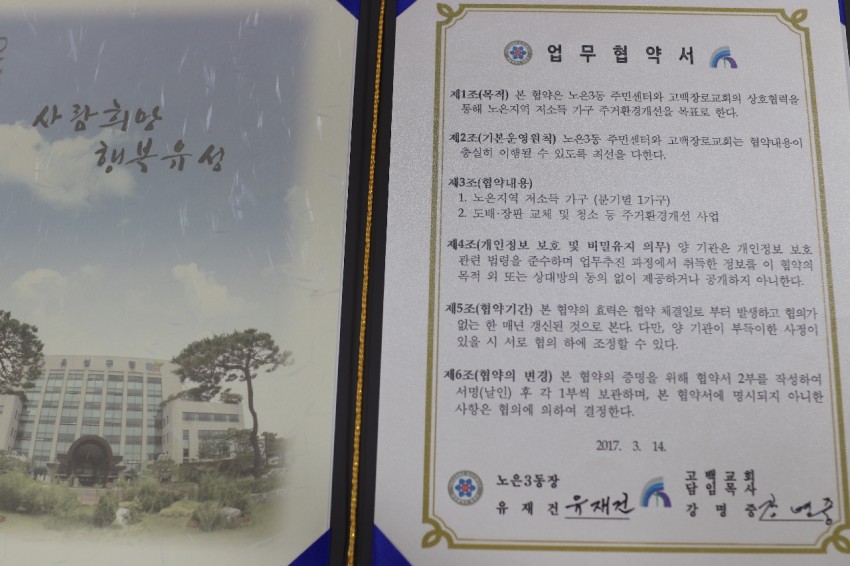 사람희망
행복유성
유성구청
업무협약서
제1조(목적) 본 협약은 노은3동 주민센터와 고백장로교회의 상호협력을
통해 노은지역 저소득 가구 주거환경개선을 목표로 한다.
제2조(기본운영원칙) 노은3동 주민센터와 고백장로교회는 협약내용이
충실히 이행될 수 있도록 최선을 다한다.
제3조(협약내용)
1. 노은지역 저소득 가구 (분기별 1가구)
2. 도배·장판 교체 및 청소 등 주거환경개선 사업
제4조(개인정보 보호 및 비밀유지 의무) 양 기관은 개인정보 보호
관련 법령을 준수하며 업무추진 과정에서 취득한 정보를 이 협약의
목적 외 또는 상대방의 동의 없이 제공하거나 공개하지 아니한다.
제5조(협약기간) 본 협약의 효력은 협약 체결일로 부터 발생하고 협의가
없는 한 매년 갱신된 것으로 본다. 다만, 양 기관이 부득이한 사정이
있을 시 서로 협의 하에 조정할 수 있다.
제6조(협약의 변경) 본 협약의 증명을 위해 협약서 2부를 작성하여
서명(날인) 후 각 1부씩 보관하며, 본 협약서에 명시되지 아니한
사항은 협의에 의하여 결정한다.
2017. 3. 14.
노은3동장
유재건 유재건
고백교회
담임목사
강명중 강명중